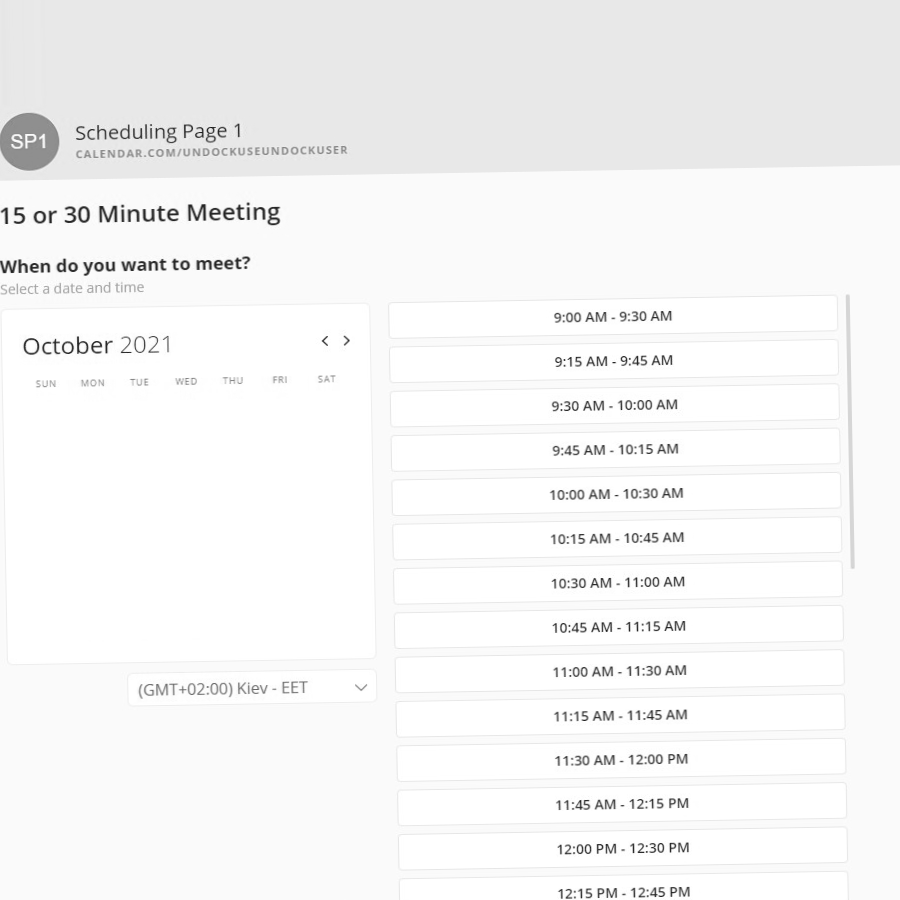 SP1
Scheduling Page 1
CALENDAR.COM/UNDOCKUSEUNDOCKUSER
15 or 30 Minute Meeting
When do you want to meet?
Select a date and time
October 2021
SUN MON TUE WED THU FRI SAT
(GMT+02:00) Kiev - EET
9:00 AM - 9:30 AM
9:15 AM - 9:45 AM
9:30 AM - 10:00 AM
9:45 AM - 10:15 AM
10:00 AM - 10:30 AM
10:15 AM - 10:45 AM
10:30 AM - 11:00 AM
10:45 AM - 11:15 AM
11:00 AM - 11:30 AM
11:15 AM - 11:45 AM
11:30 AM - 12:00 PM
11:45 AM - 12:15 PM
12:00 PM - 12:30 PM
12:15 PM - 12:45 PM